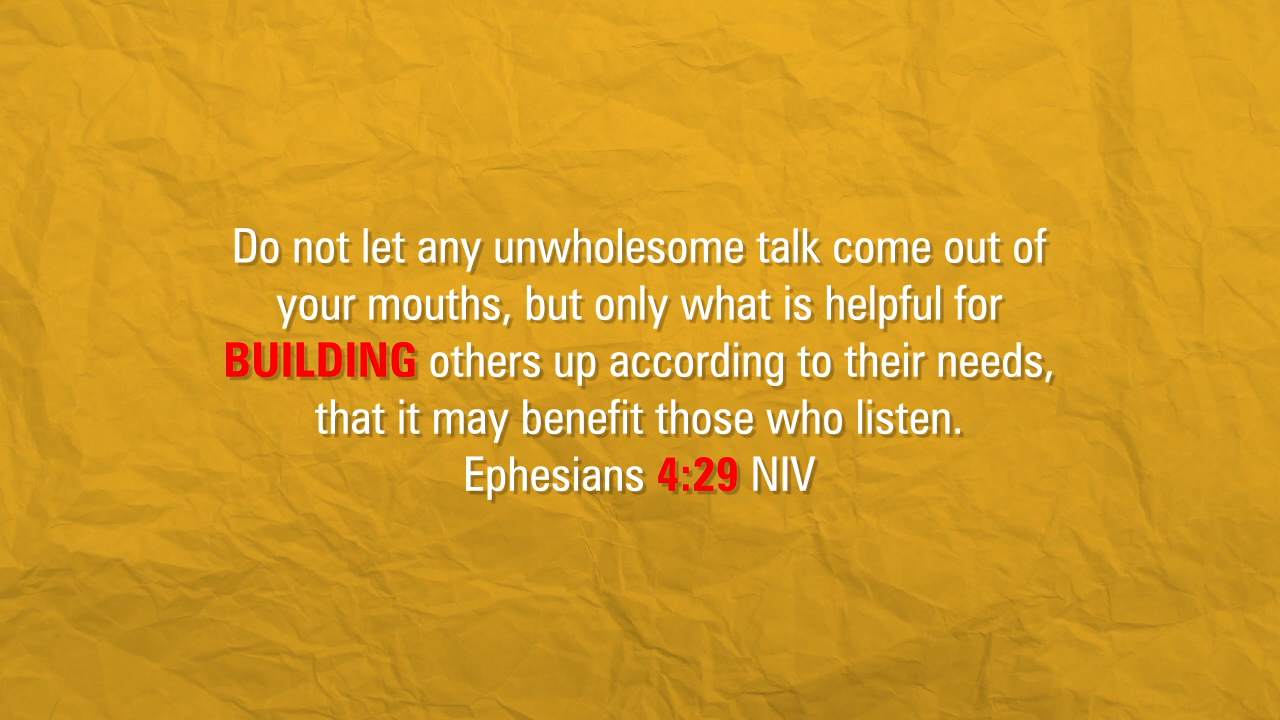 Do not let any unwholesome talk come out of
your mouths, but only what is helpful for
BUILDING others up according to their needs,
that it may benefit those who listen.
Ephesians 4:29 NIV